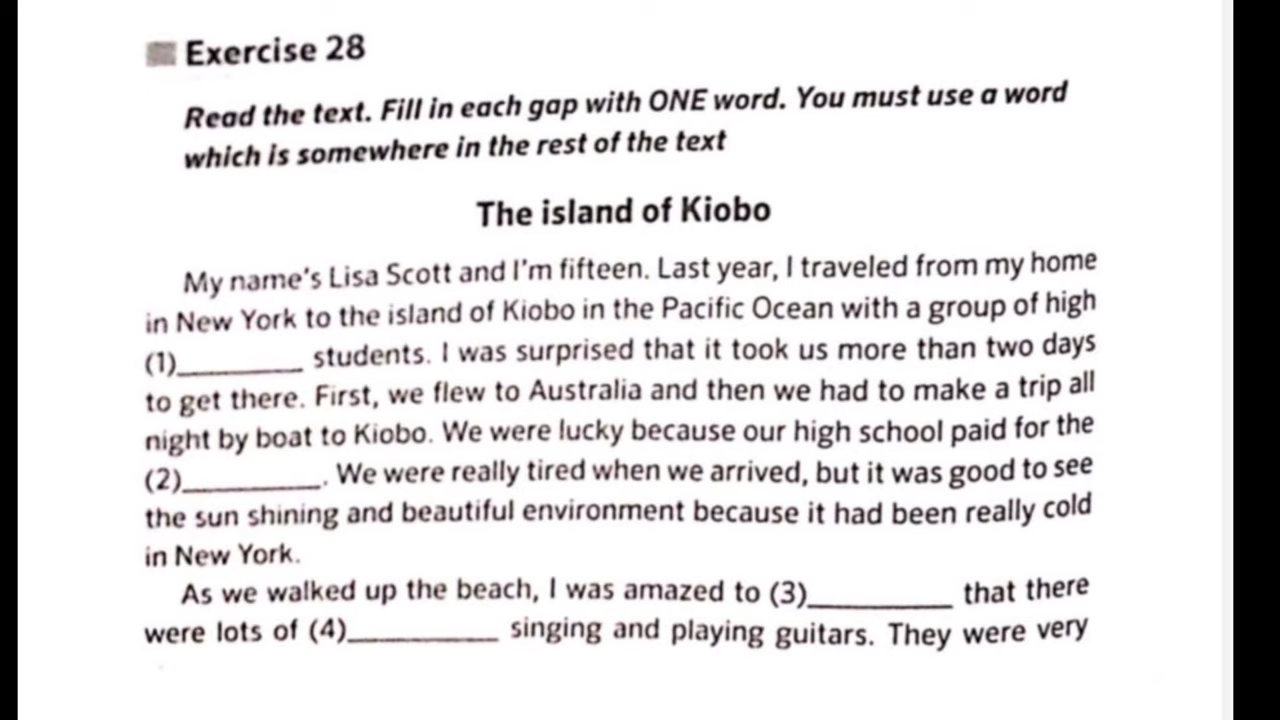 Exercise 28
Read the text. Fill in each gap with ONE word. You must use a word
which is somewhere in the rest of the text
The island of Kiobo
My name's Lisa Scott and I'm fifteen. Last year, I traveled from my home
in New York to the island of Kiobo in the Pacific Ocean with a group of high
(1)__________ students. I was surprised that it took us more than two days
to get there. First, we flew to Australia and then we had to make a trip all
night by boat to Kiobo. We were lucky because our high school paid for the
(2)__________. We were really tired when we arrived, but it was good to see
the sun shining and beautiful environment because it had been really cold
in New York.
As we walked up the beach, I was amazed to (3)__________ that there
were lots of (4)__________ singing and playing guitars. They were very